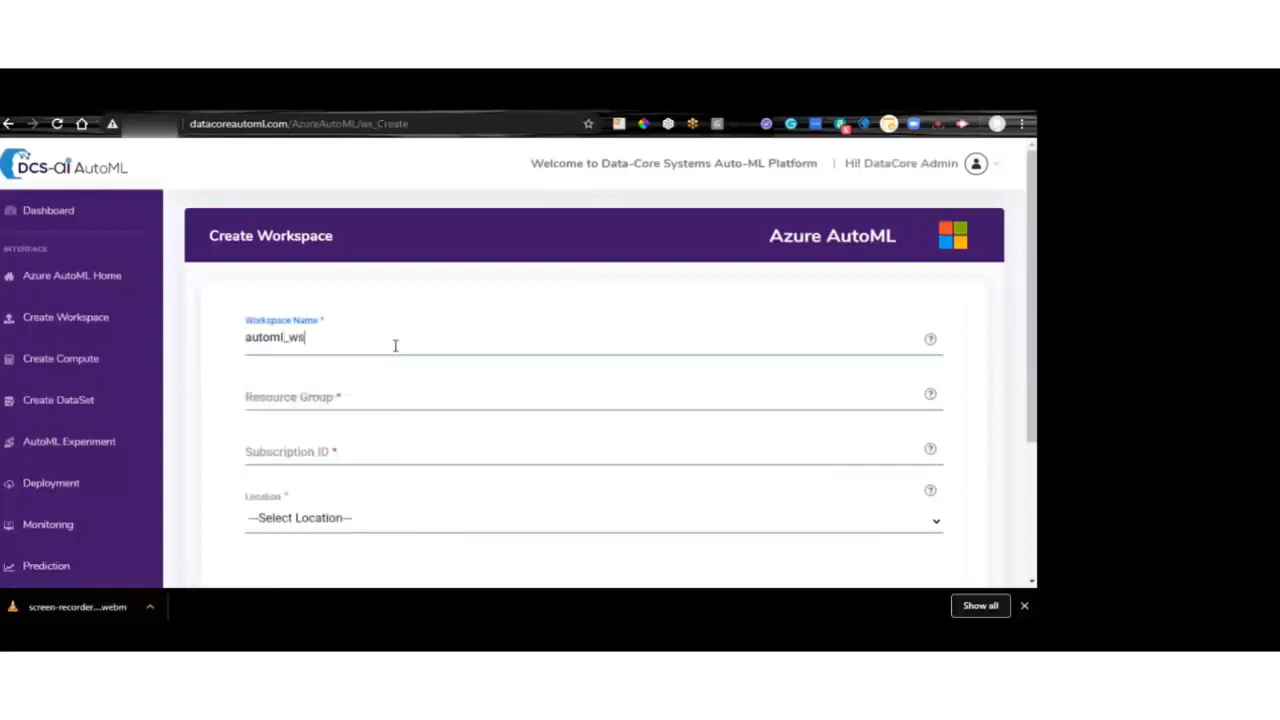 datacoreautoml.com/AzureAutoML/ws_Create
DCS-ai AutoML
Welcome to Data-Core Systems Auto-ML Platform | Hi! DataCore Admin
Dashboard
INTERFACE
Azure AutoML Home
Create Workspace
Create Compute
Create DataSet
AutoML Experiment
Deployment
Monitoring
Prediction
Create Workspace
Azure AutoML
Workspace Name *
automl_ws
Resource Group *
Subscription ID *
Location *
---Select Location---
screen-recorder....webm
Show all